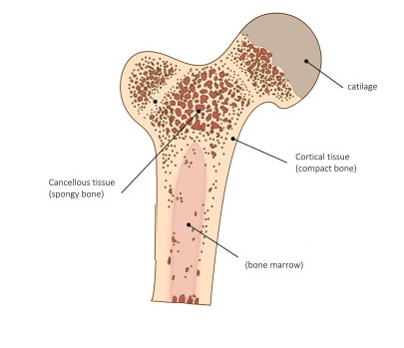 catilage
Cortical tissue
(compact bone)
Cancellous tissue
(spongy bone)
(bone marrow)